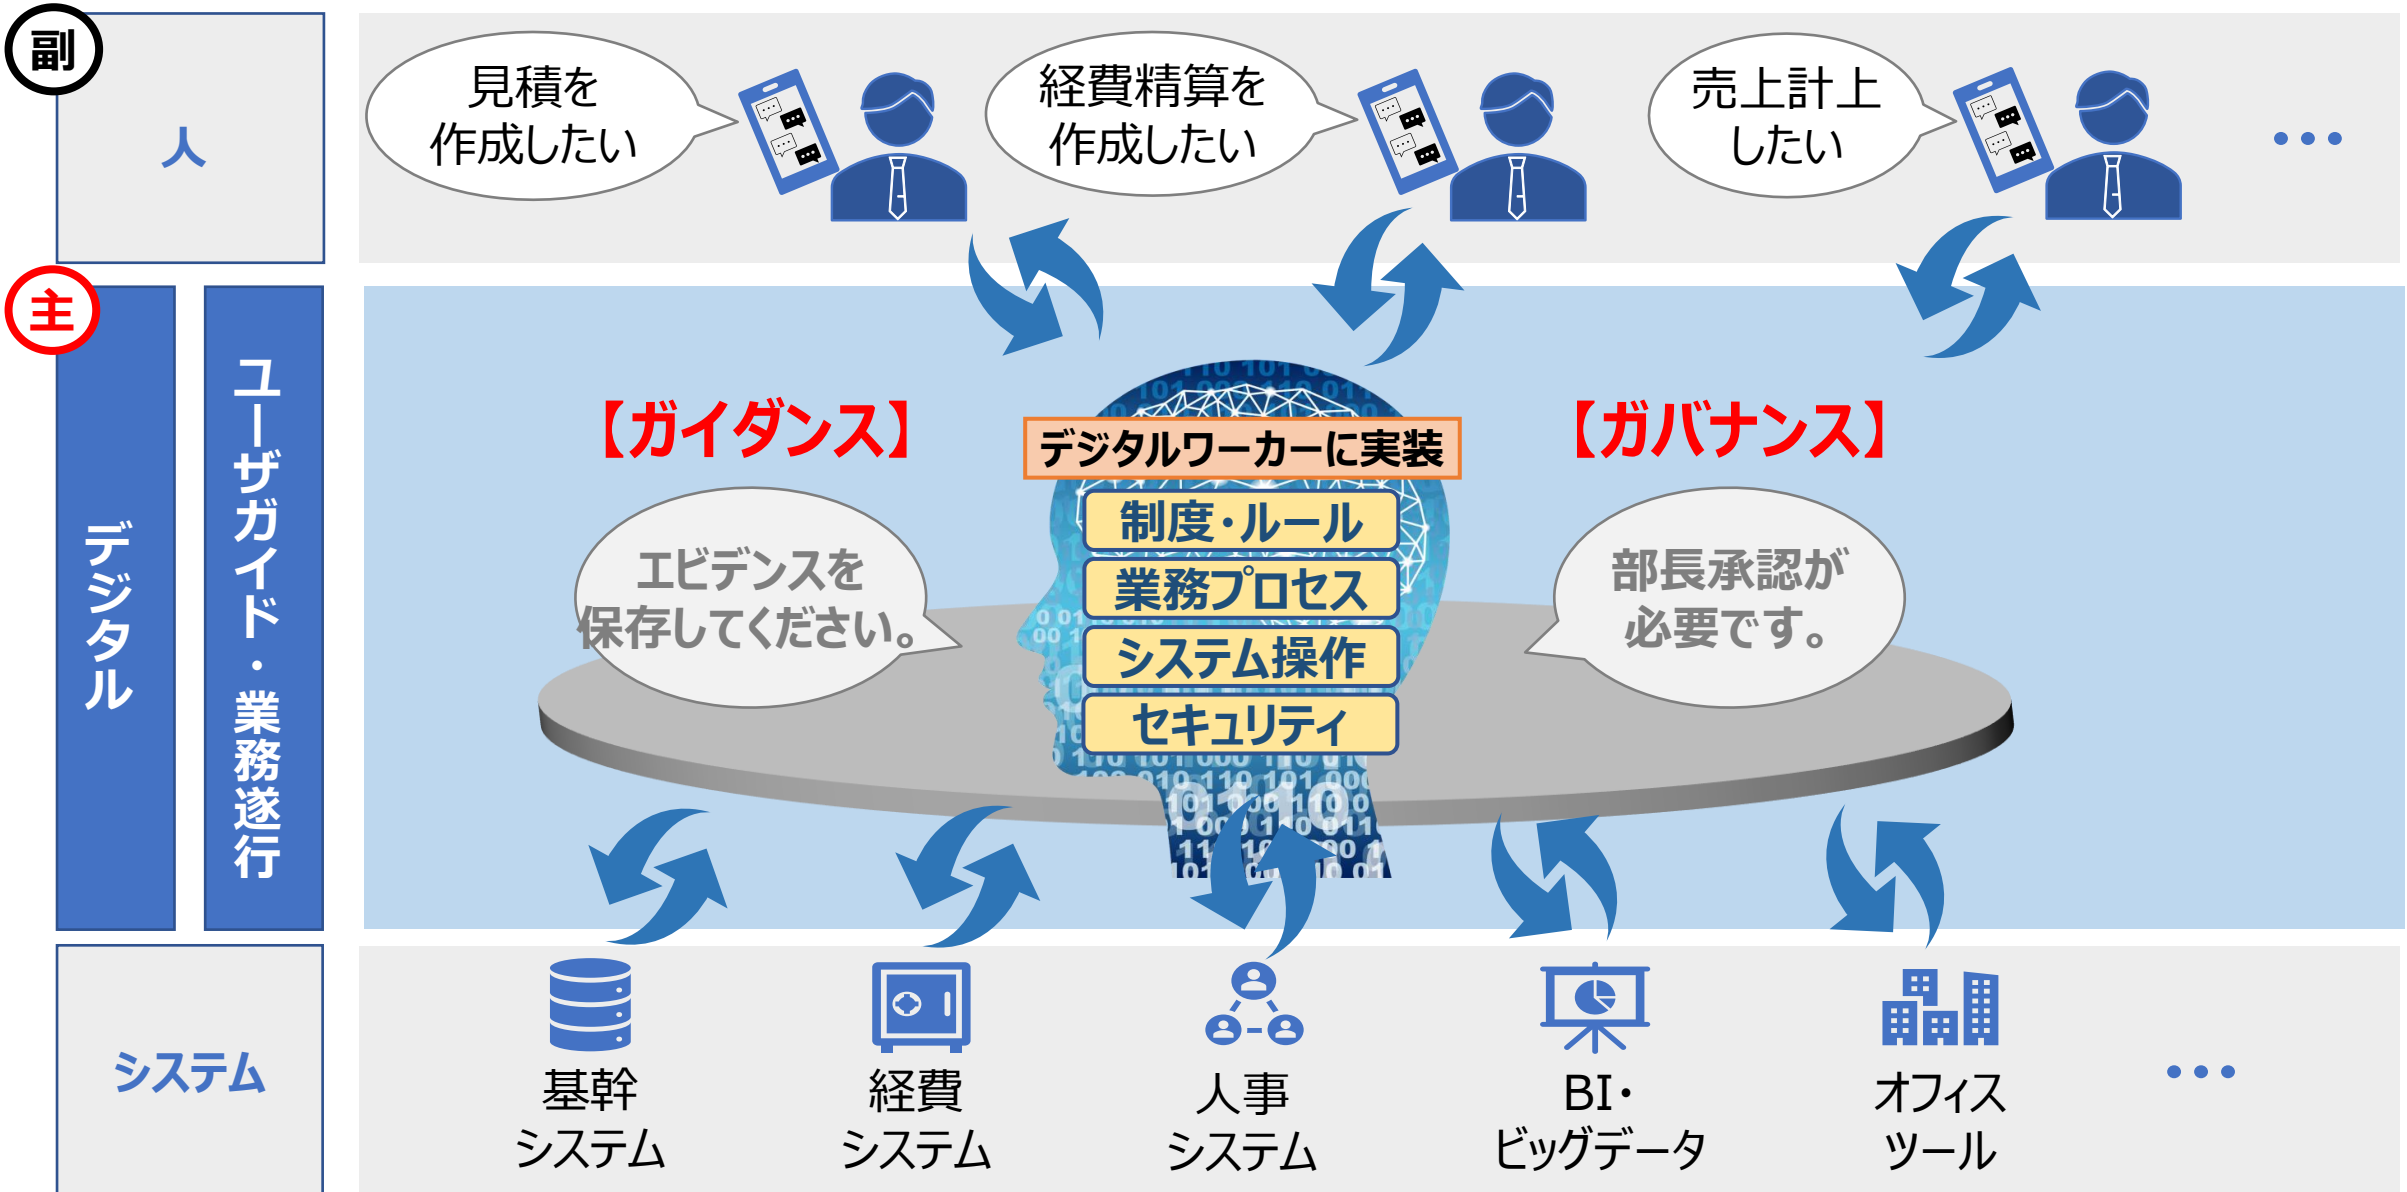 副
人
見積を
作成したい
経費精算を
作成したい
売上計上
したい
主
デジタル
ユーザガイド・業務遂行
【ガイダンス】
エビデンスを
保存してください。
デジタルワーカーに実装
制度・ルール
業務プロセス
システム操作
セキュリティ
【ガバナンス】
部長承認が
必要です。
システム
基幹
システム
経費
システム
人事
システム
BI・
ビッグデータ
オフィス
ツール